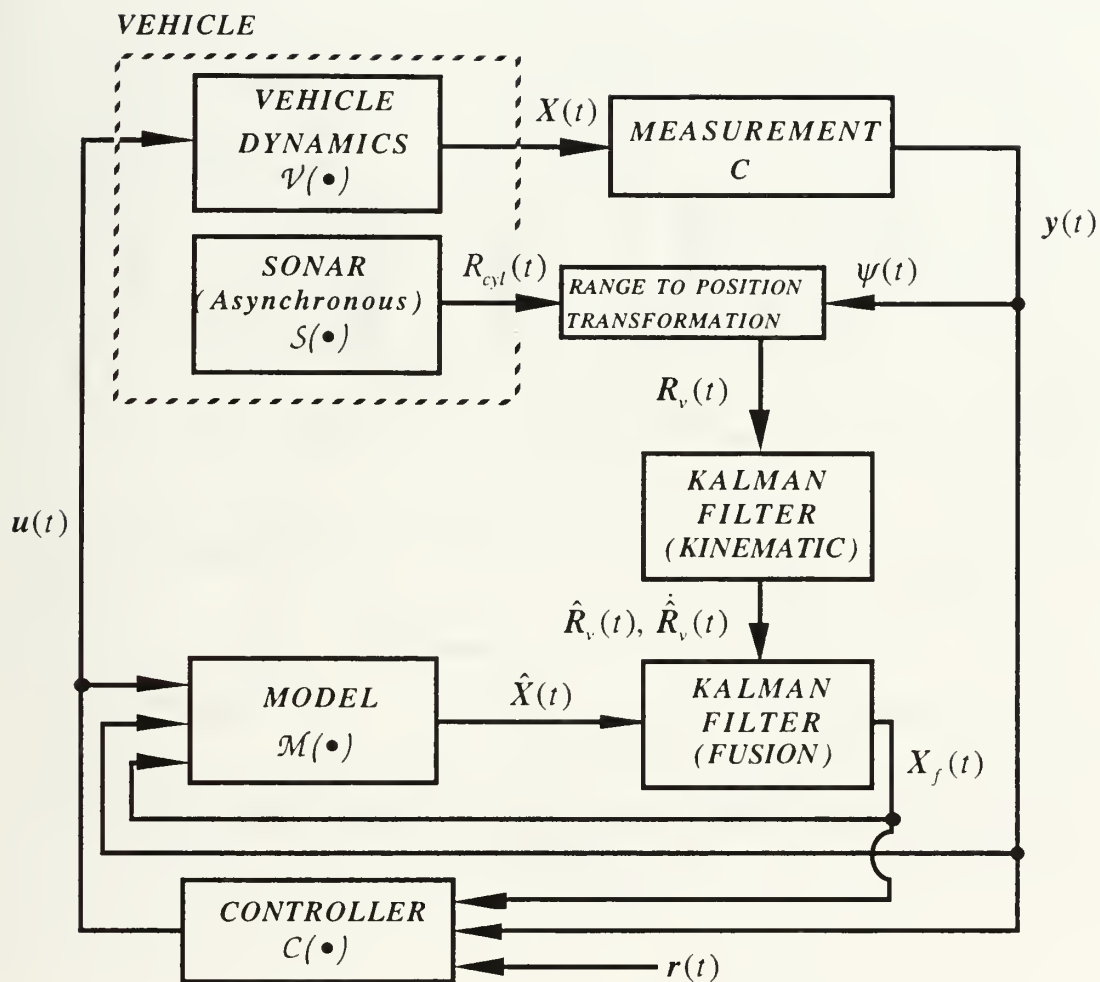 VEHICLE
VEHICLE
DYNAMICS
𝒱(•)
X(t)
MEASUREMENT
C
y(t)
SONAR
(Asynchronous)
𝒮(•)
R_cyl(t)
RANGE TO POSITION
TRANSFORMATION
ψ(t)
R_v(t)
KALMAN
FILTER
(KINEMATIC)
u(t)
R̂_v(t), Ṙ̂_v(t)
MODEL
ℳ(•)
X̂(t)
KALMAN
FILTER
(FUSION)
X_f(t)
CONTROLLER
C(•)
r(t)